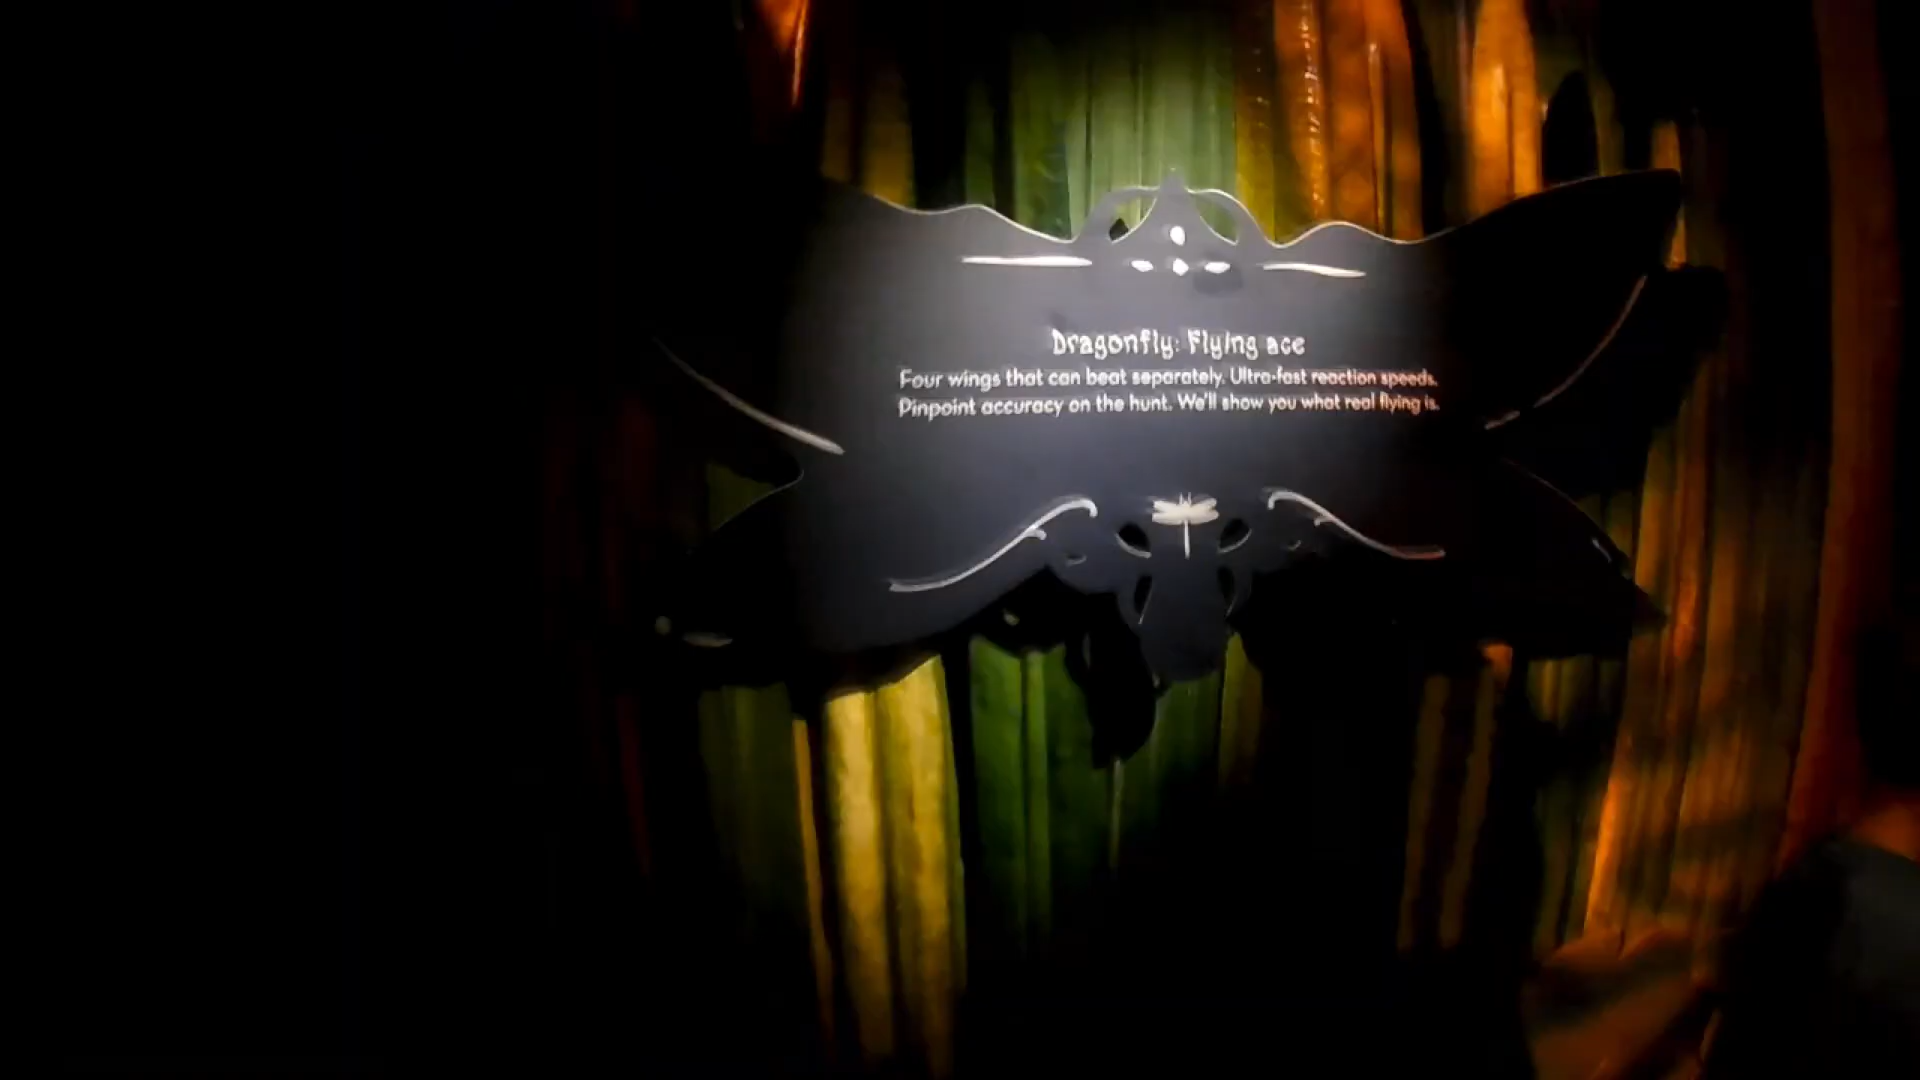 Dragonfly: Flying ace
Four wings that can beat separately. Ultra-fast reaction speeds.
Pinpoint accuracy on the hunt. We'll show you what real flying is.